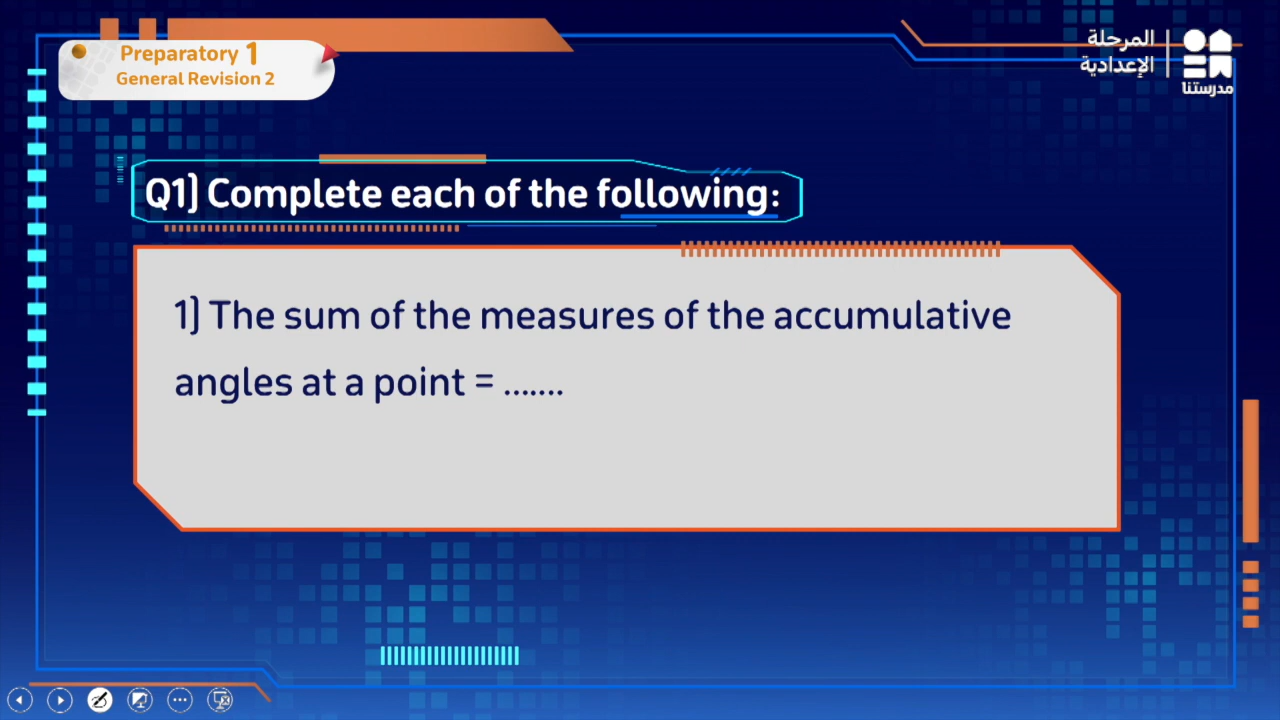 Preparatory 1
General Revision 2
المرحلة
الإعدادية
مدرستنا
Q1] Complete each of the following:
1] The sum of the measures of the accumulative
angles at a point = .......